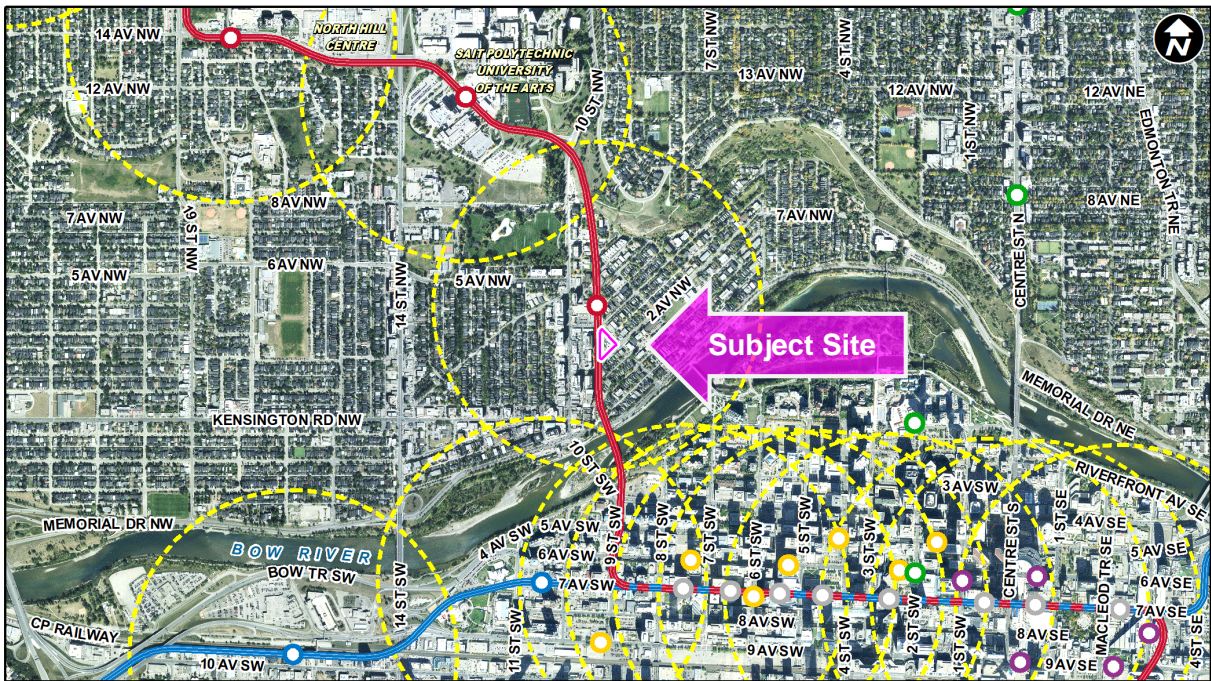 14 AV NW
NORTH HILL
CENTRE
SAIT POLYTECHNIC
UNIVERSITY
OF THE ARTS
7 ST NW
4 ST NW
N
13 AV NW
12 AV NW
12 AV NW
12 AV NE
10 ST NW
1 ST NW
EDMONTON TR NE
8 AV NW
8 AV NE
7 AV NW
7 AV NW
19 ST NW
CENTRE ST N
6 AV NW
5 AV NW
5 AV NW
14 ST NW
2 AV NW
Subject Site
KENSINGTON RD NW
MEMORIAL DR NE
10 ST SW
RIVERFRONT AV SE
3 AV SW
MEMORIAL DR NW
BOW RIVER
4 AV SW
5 AV SW
6 AV SW
7 AV SW
9 ST SW
8 ST SW
7 ST SW
6 ST SW
5 ST SW
3 ST SW
CENTRE ST S
1 ST SE
4 AV SE
5 AV SE
6 AV SE
7 AV SE
BOW TR SW
14 ST SW
CP RAILWAY
10 AV SW
11 ST SW
8 AV SW
9 AV SW
4 ST SW
2 ST SW
1 ST SW
8 AV SE
9 AV SE
MACLEOD TR SE
4 ST SE